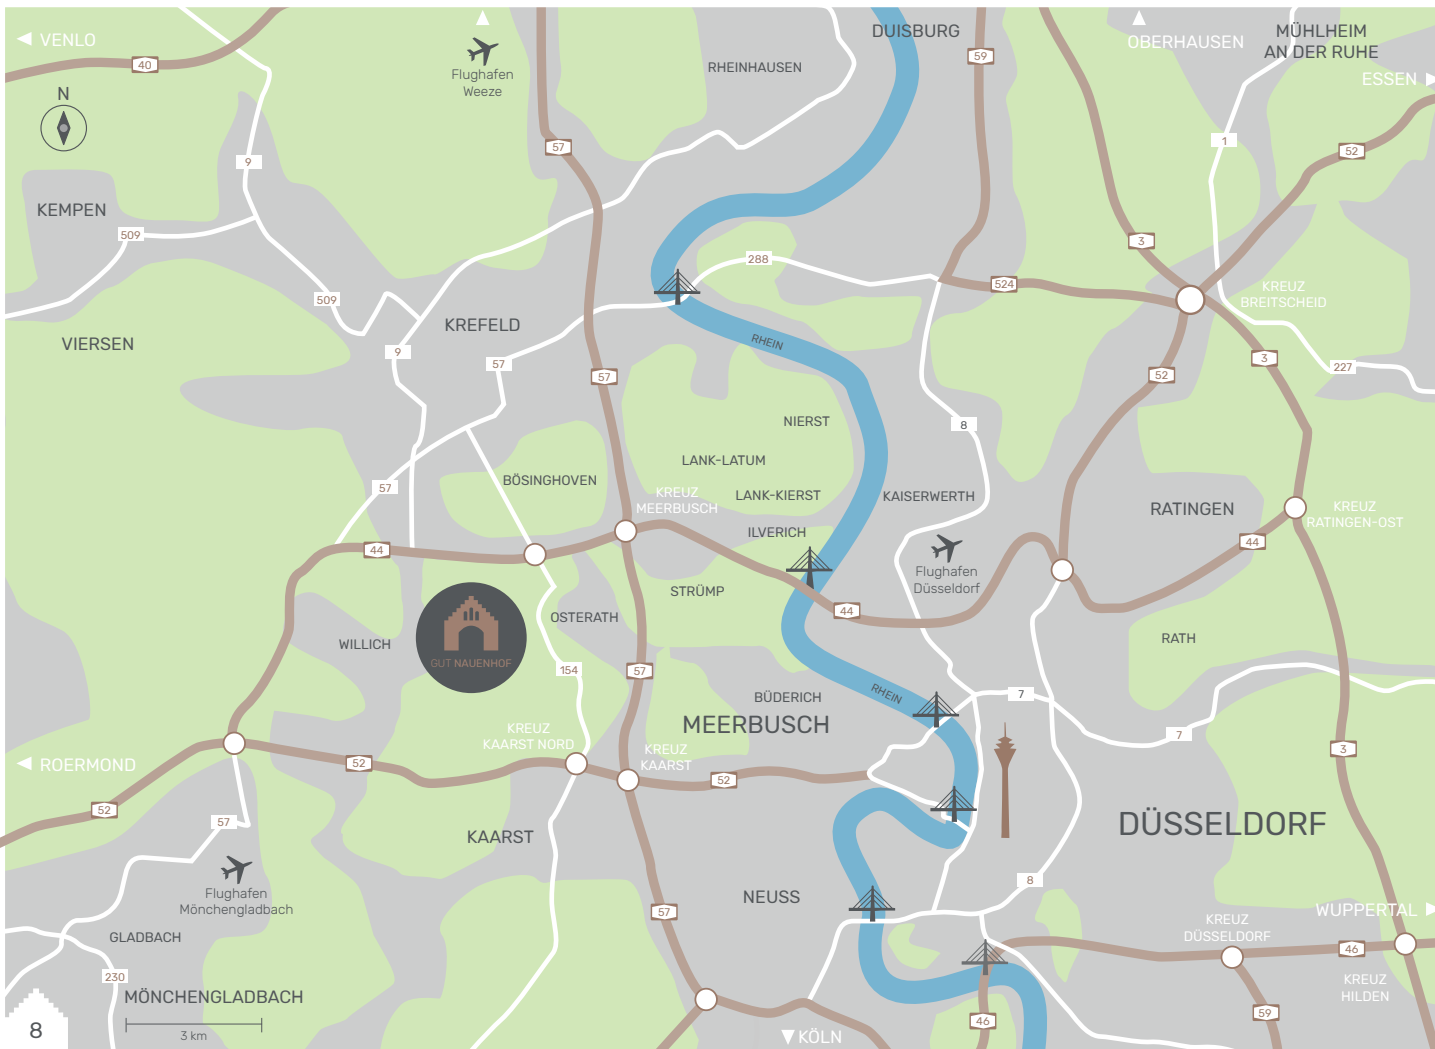 DUISBURG
MÜHLHEIM
AN DER RUHE
VENLO
OBERHAUSEN
59
40
Flughafen
Weeze
RHEINHAUSEN
ESSEN
N
57
1
52
9
KEMPEN
509
3
288
524
KREUZ
BREITSCHEID
509
KREFELD
VIERSEN
RHEIN
9
57
3
57
52
227
NIERST
8
LANK-LATUM
BÖSINGHOVEN
57
KREUZ
MEERBUSCH
LANK-KIERST
KAISERWERTH
RATINGEN
KREUZ
RATINGEN-OST
ILVERICH
44
44
Flughafen
Düsseldorf
STRÜMP
44
OSTERATH
WILLICH
RATH
GUT NAUENHOF
154
57
RHEIN
BÜDERICH
7
MEERBUSCH
KREUZ
KAARST NORD
7
KREUZ
KAARST
3
ROERMOND
52
52
52
57
DÜSSELDORF
KAARST
Flughafen
Mönchengladbach
8
NEUSS
57
WUPPERTAL
KREUZ
DÜSSELDORF
GLADBACH
46
230
KREUZ
HILDEN
MÖNCHENGLADBACH
59
46
8
3 km
KÖLN